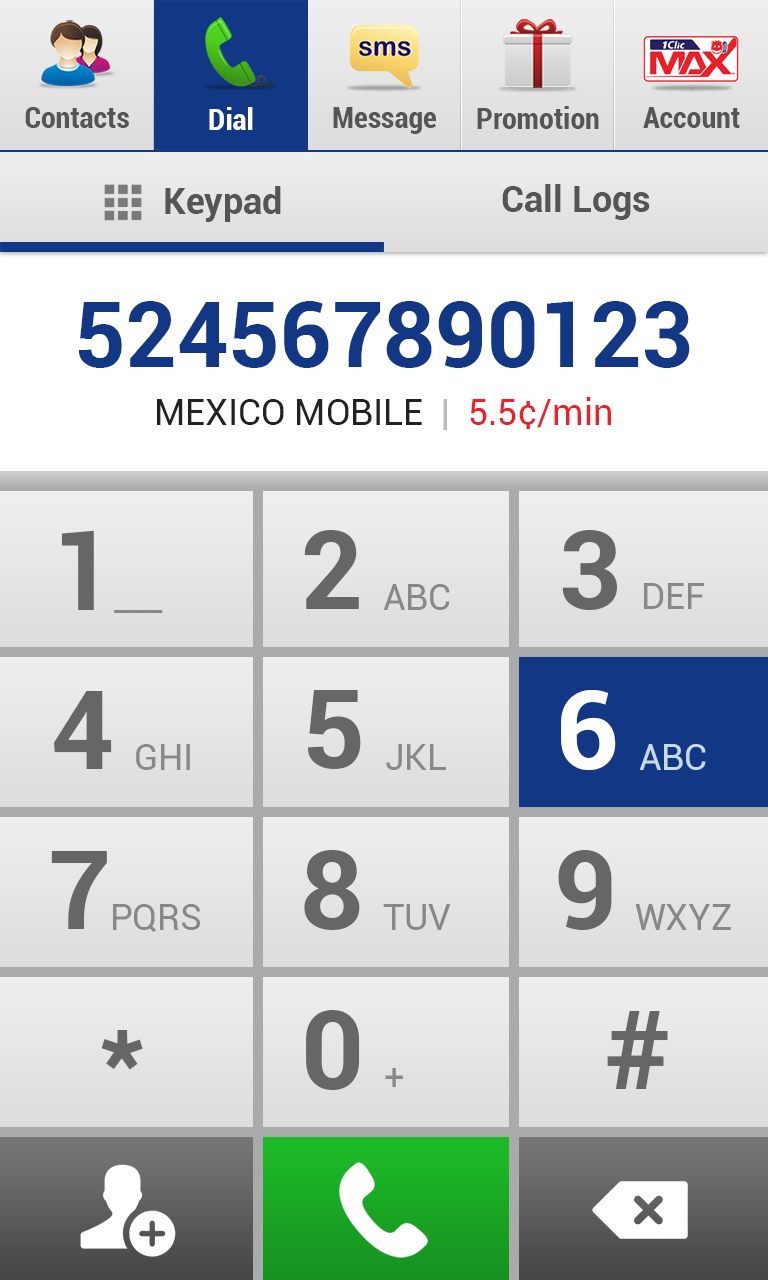 sms
1Clic
MAX
Contacts
Dial
Message
Promotion
Account
Keypad
Call Logs
524567890123
MEXICO MOBILE | 5.5¢/min
1 ___
2 ABC
3 DEF
4 GHI
5 JKL
6 ABC
7 PQRS
8 TUV
9 WXYZ
*
0 +
#